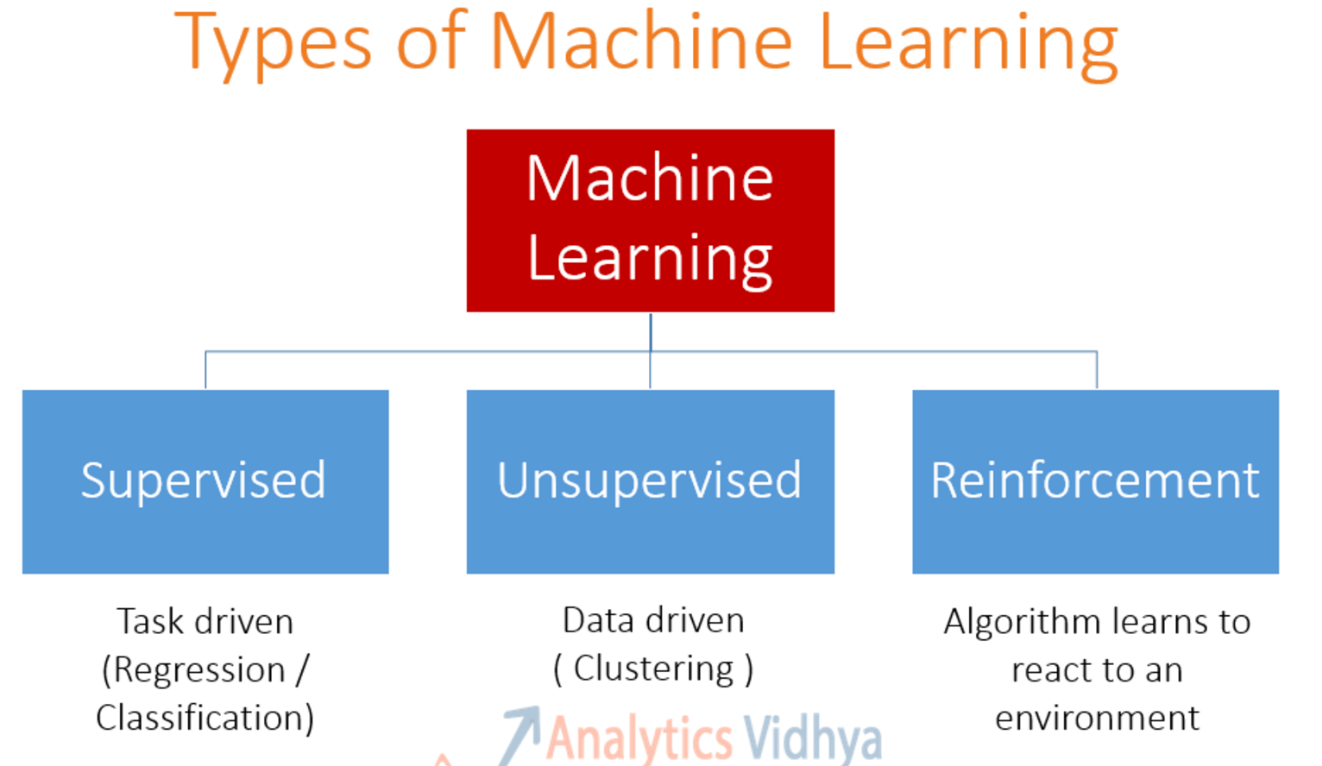 Types of Machine Learning
Machine
Learning
Supervised
Unsupervised
Reinforcement
Task driven
(Regression /
Classification)
Data driven
( Clustering )
Algorithm learns to
react to an
environment
Analytics Vidhya